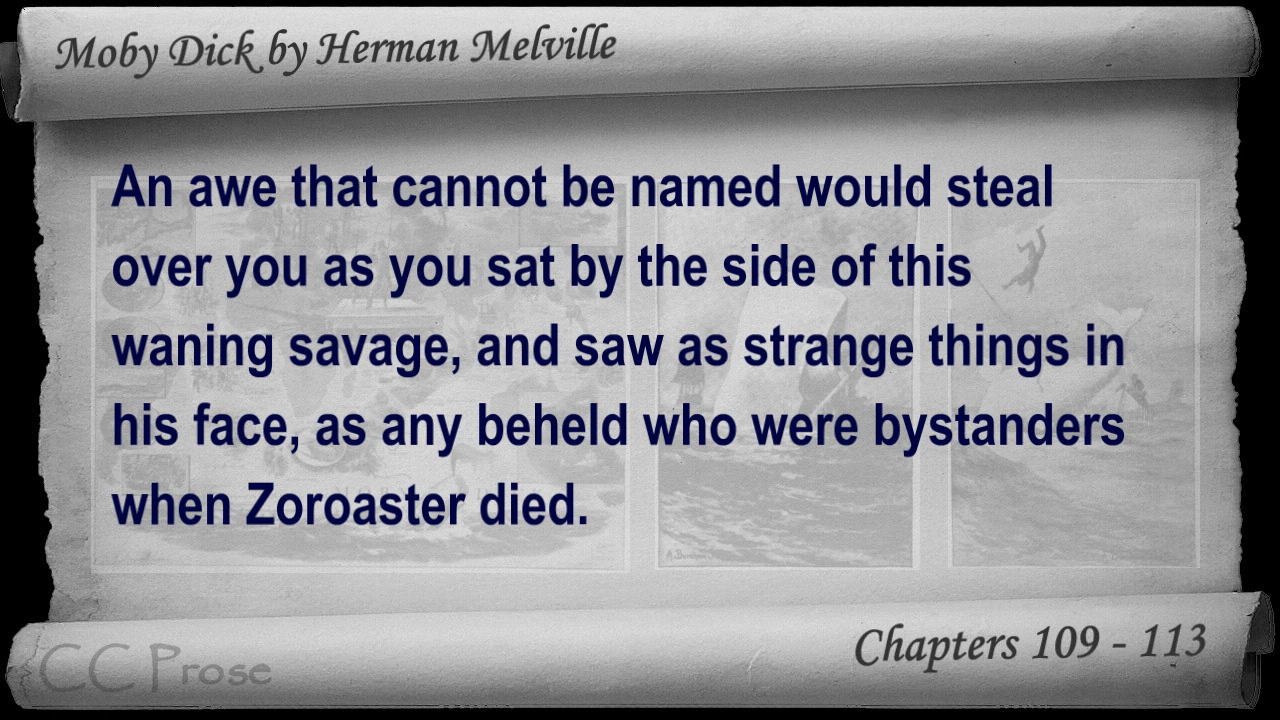 Moby Dick by Herman Melville
An awe that cannot be named would steal
over you as you sat by the side of this
waning savage, and saw as strange things in
his face, as any beheld who were bystanders
when Zoroaster died.
Chapters 109 - 113
CC Prose